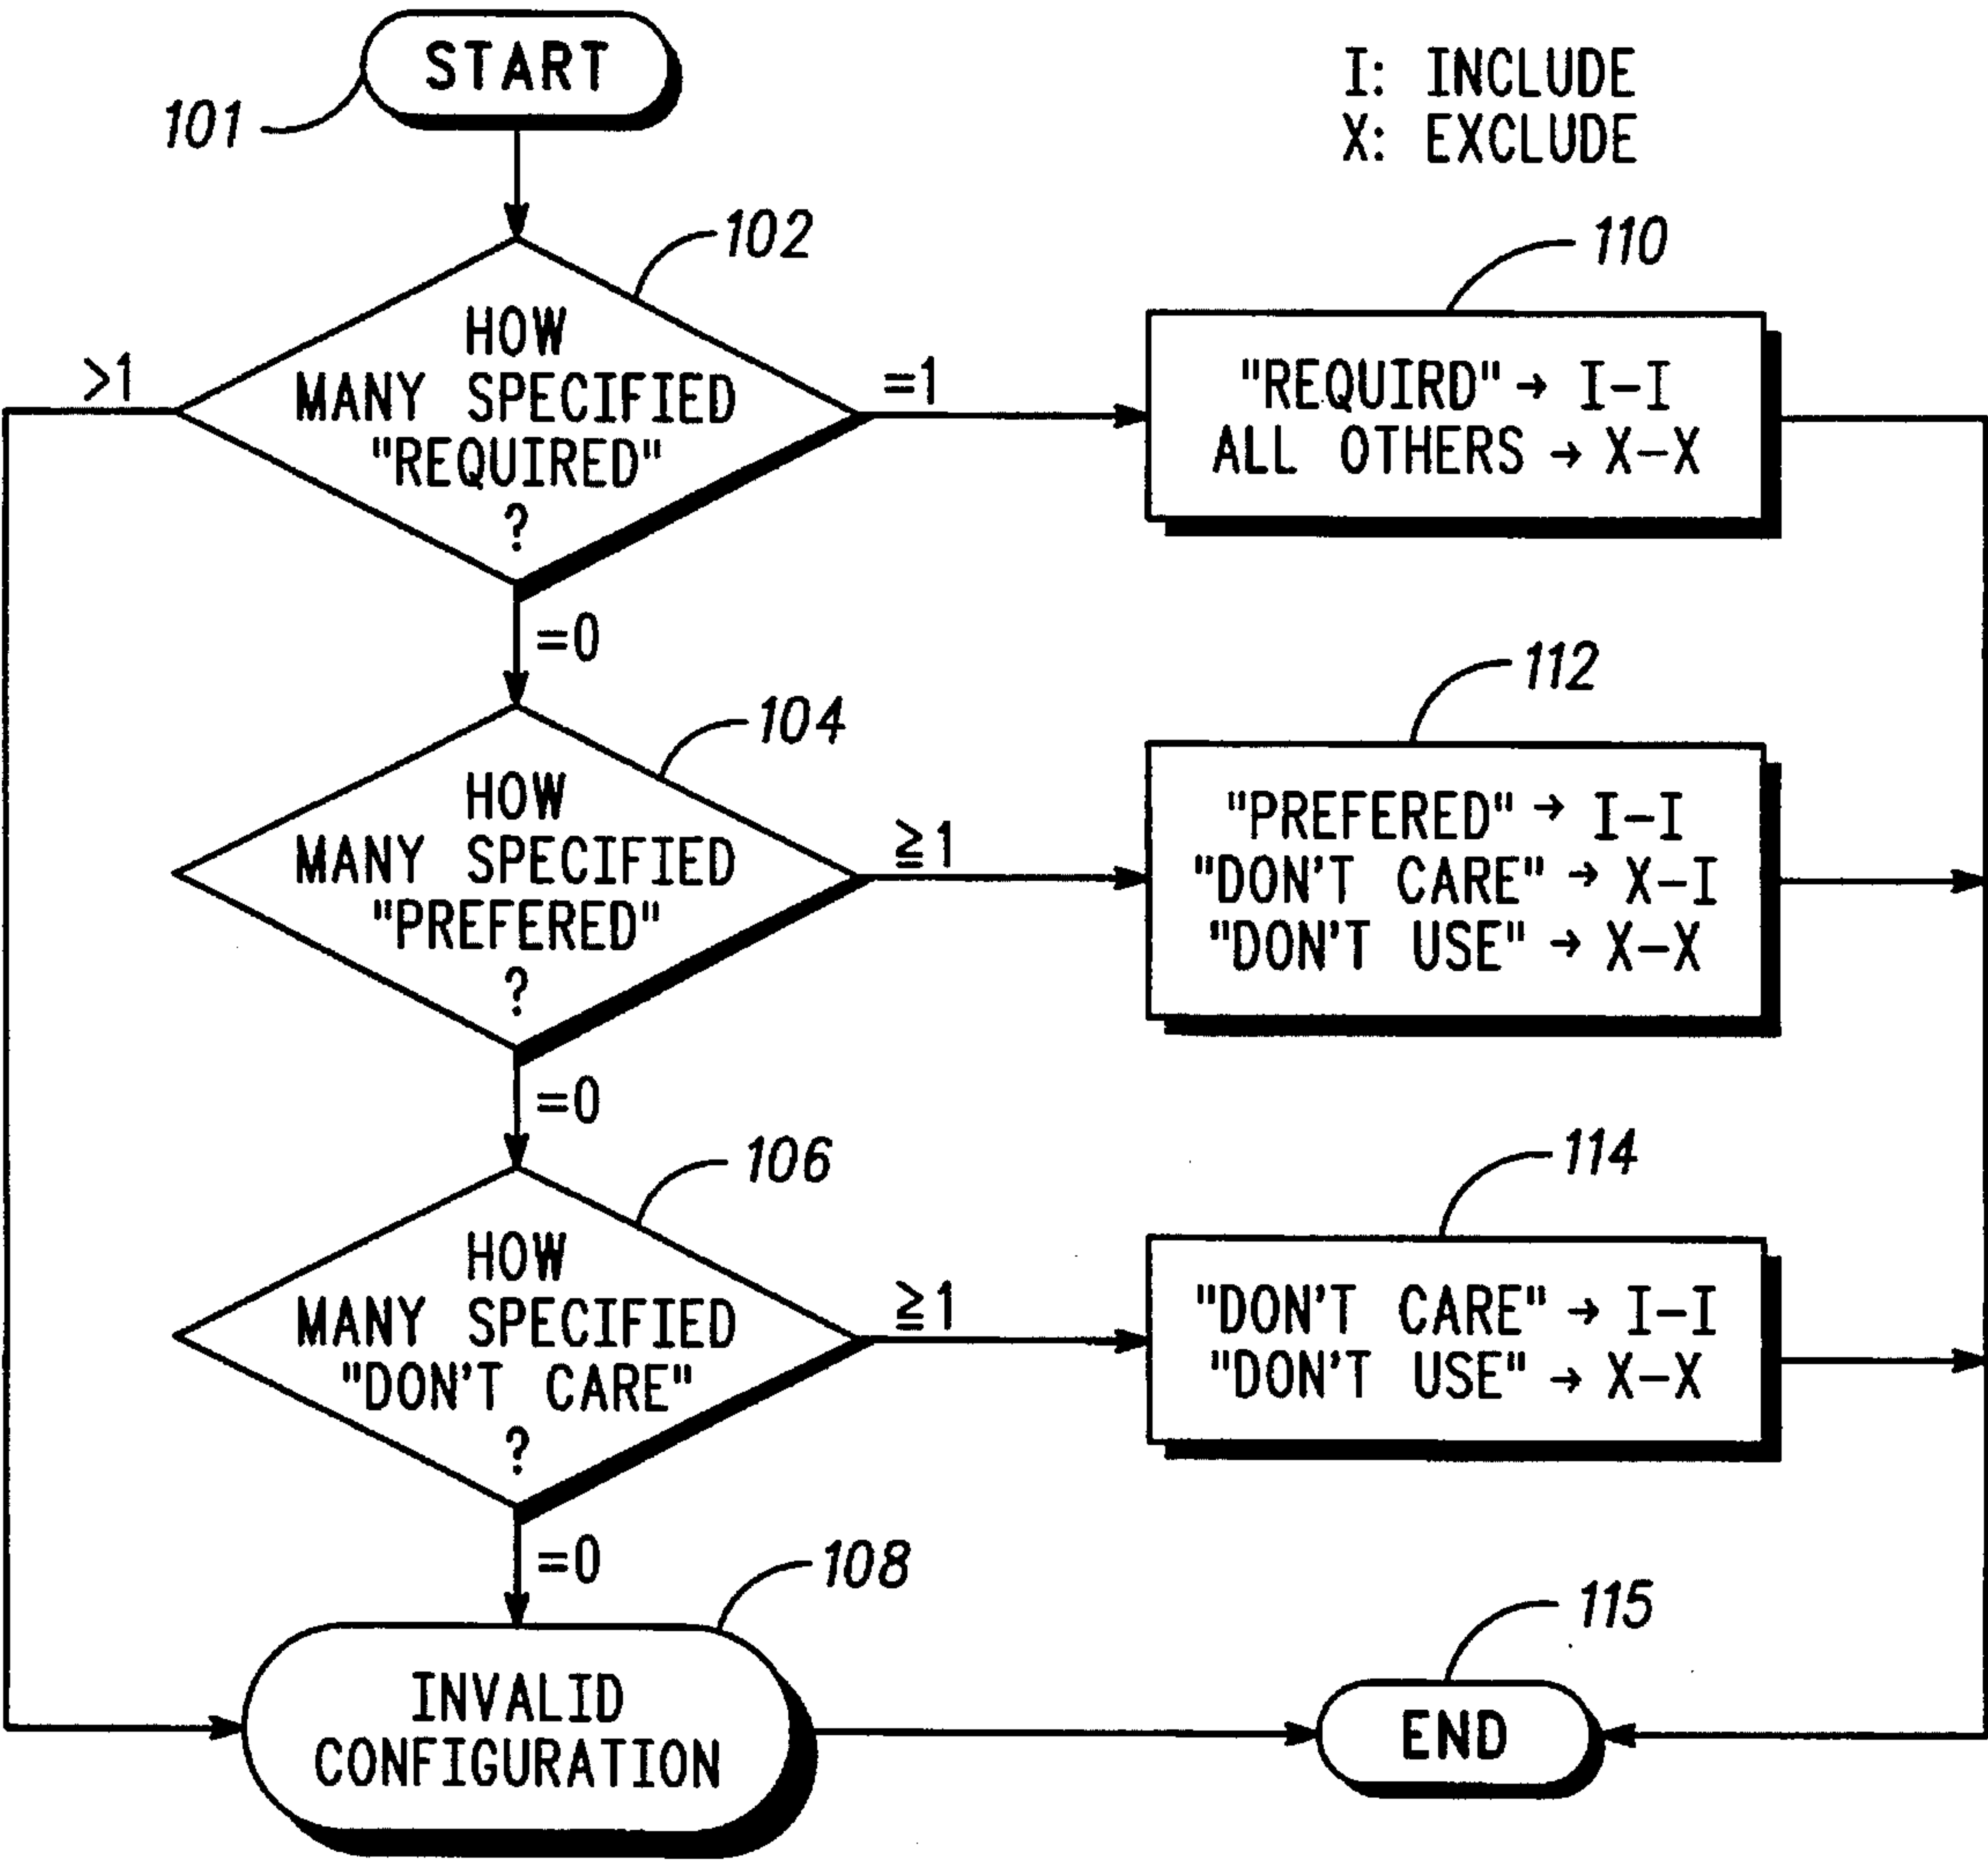 START
101
I: INCLUDE
X: EXCLUDE
102
HOW
MANY SPECIFIED
"REQUIRED"
?
>1
=1
=0
110
"REQUIRD" → I-I
ALL OTHERS → X-X
104
HOW
MANY SPECIFIED
"PREFERED"
?
≧1
=0
112
"PREFERED" → I-I
"DON'T CARE" → X-I
"DON'T USE" → X-X
106
HOW
MANY SPECIFIED
"DON'T CARE"
?
≧1
=0
114
"DON'T CARE" → I-I
"DON'T USE" → X-X
108
INVALID
CONFIGURATION
115
END